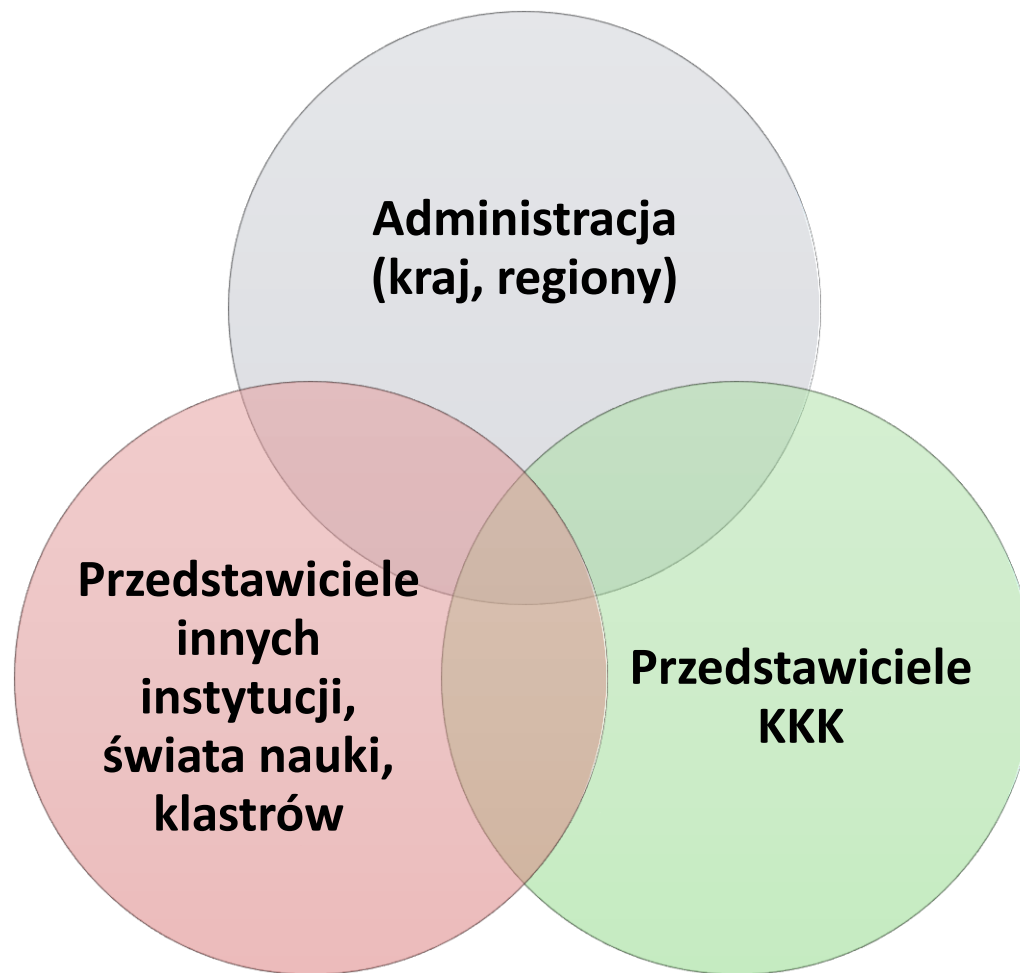 Administracja
(kraj, regiony)
Przedstawiciele
innych
instytucji,
świata nauki,
klastrów
Przedstawiciele
KKK